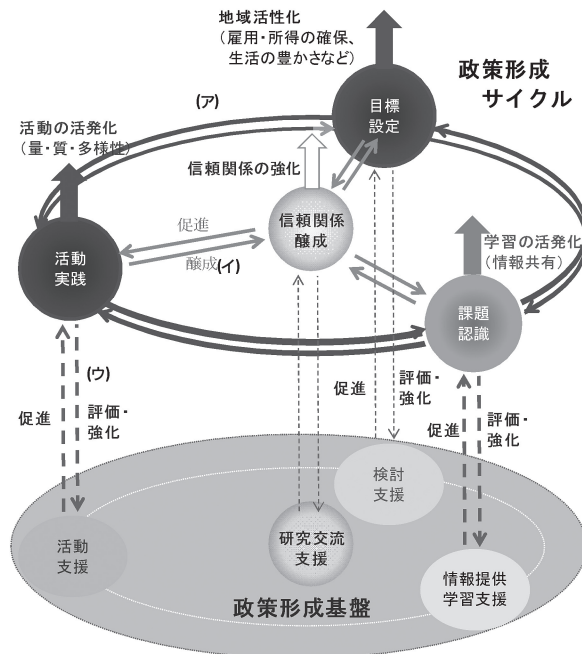 地域活性化
（雇用・所得の確保、
生活の豊かさなど）
政策形成
サイクル
(ア)
目標
設定
活動の活発化
（量・質・多様性）
信頼関係の強化
促進
信頼関係
醸成
学習の活発化
（情報共有）
活動
実践
醸成(イ)
課題
認識
(ウ)
促進
評価・
強化
促進
評価・
強化
促進
評価・
強化
検討
支援
活動
支援
研究交流
支援
情報提供
学習支援
政策形成基盤